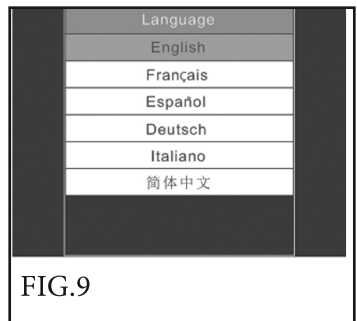 Language
English
Français
Español
Deutsch
Italiano
简体中文
FIG.9